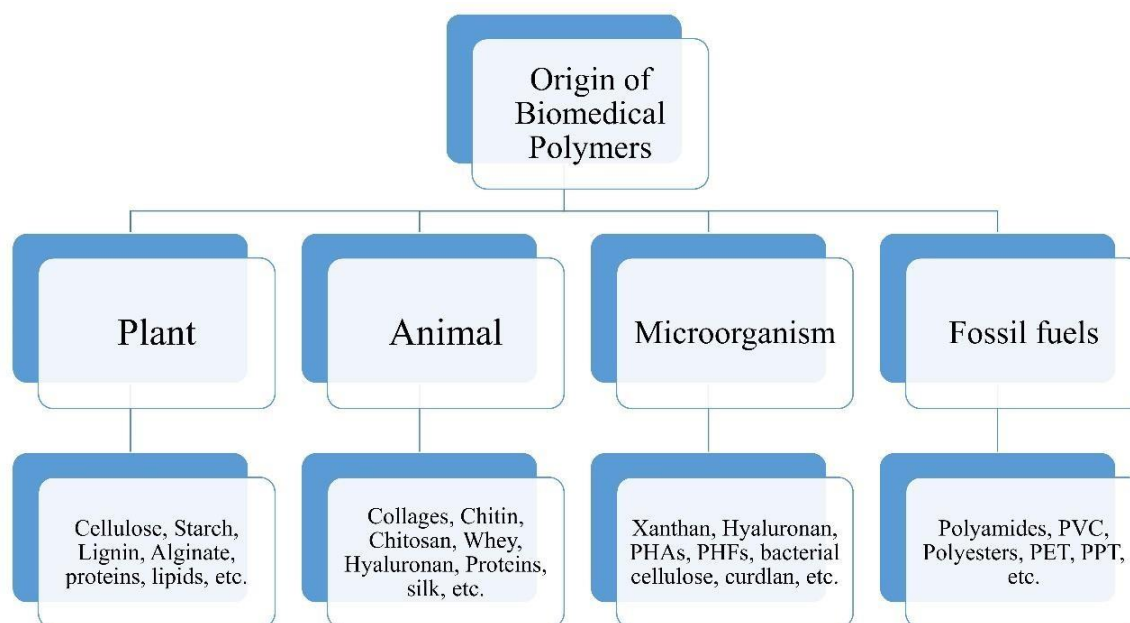 Origin of
Biomedical
Polymers
Plant
Animal
Microorganism
Fossil fuels
Cellulose, Starch,
Lignin, Alginate,
proteins, lipids, etc.
Collages, Chitin,
Chitosan, Whey,
Hyaluronan, Proteins,
silk, etc.
Xanthan, Hyaluronan,
PHAs, PHFs, bacterial
cellulose, curdlan, etc.
Polyamides, PVC,
Polyesters, PET, PPT,
etc.